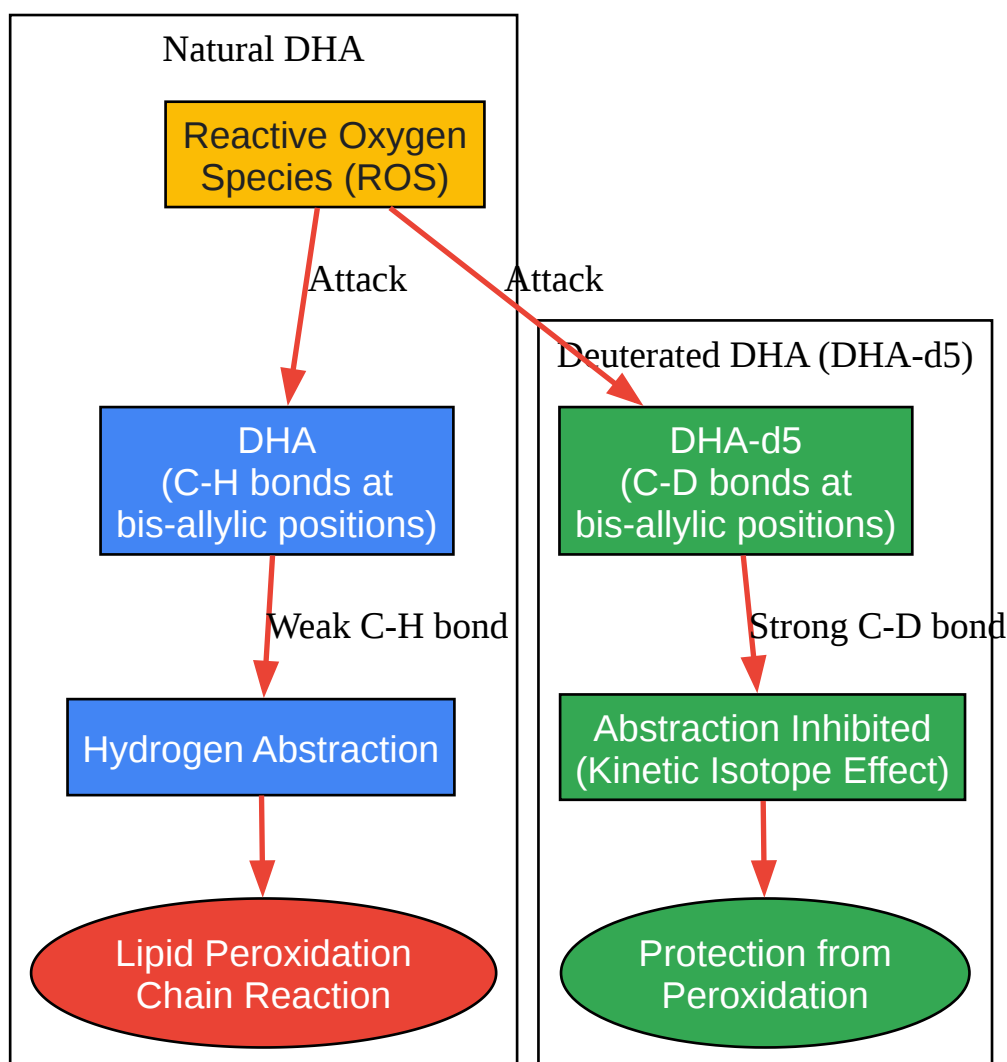 Natural DHA
Reactive Oxygen
Species (ROS)
Attack
Attack
Deuterated DHA (DHA-d5)
DHA
(C-H bonds at
bis-allylic positions)
DHA-d5
(C-D bonds at
bis-allylic positions)
Weak C-H bond
Strong C-D bond
Hydrogen Abstraction
Abstraction Inhibited
(Kinetic Isotope Effect)
Lipid Peroxidation
Chain Reaction
Protection from
Peroxidation